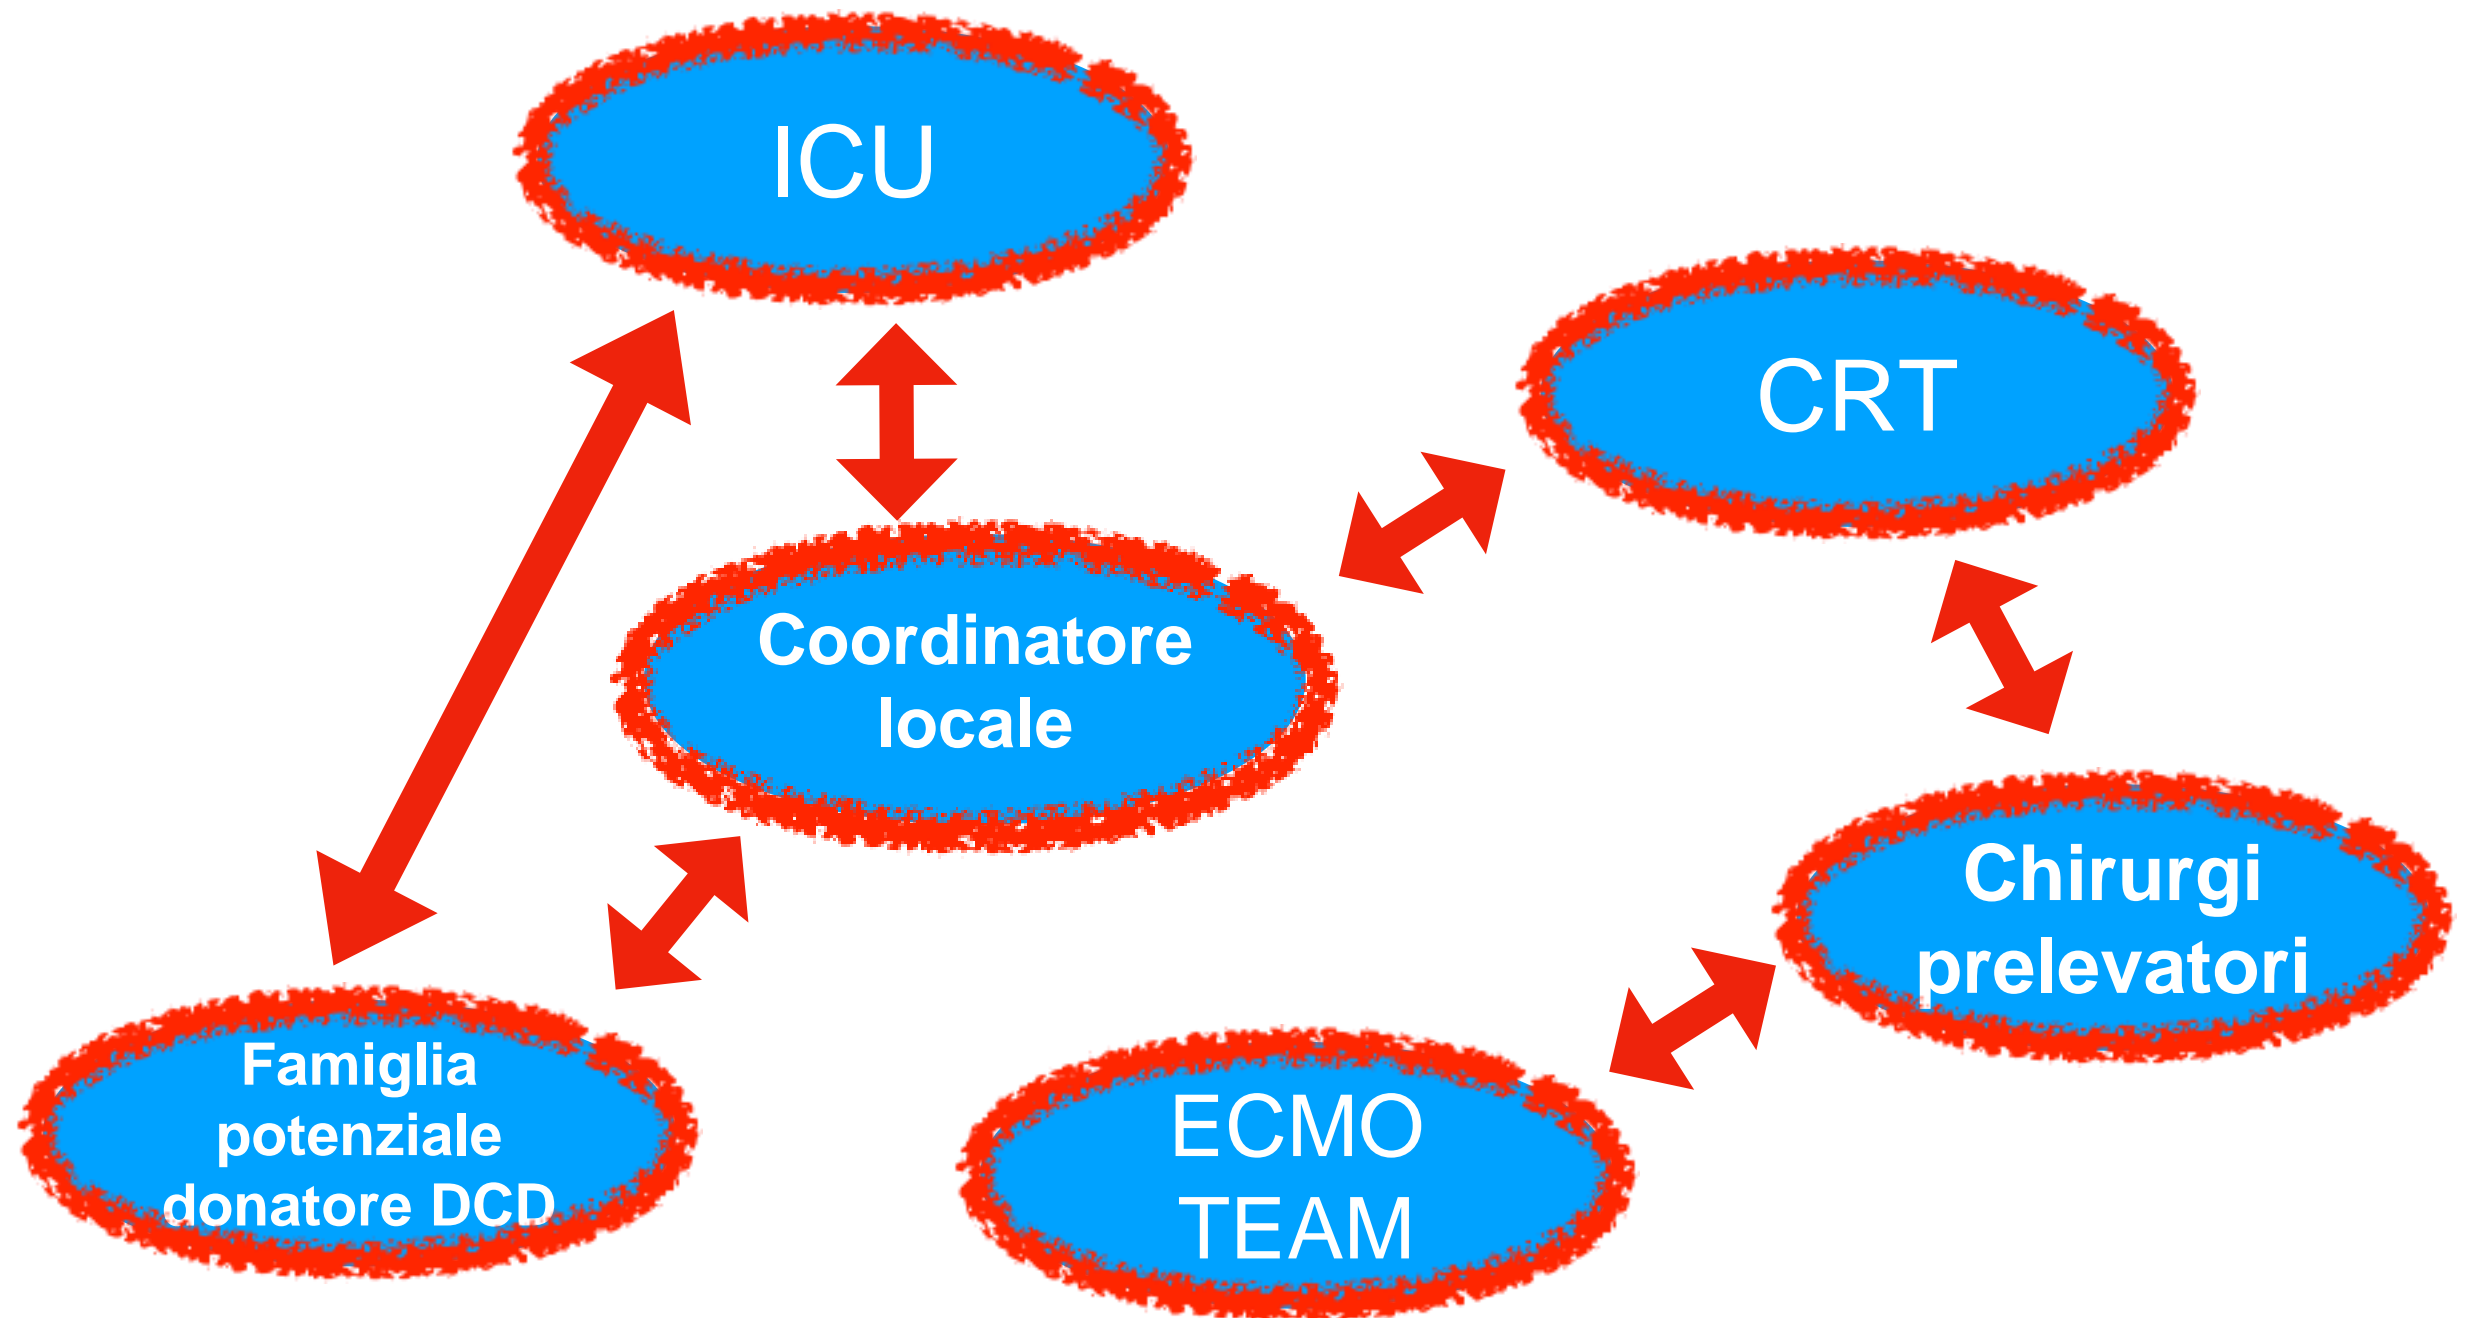 ICU
CRT
Coordinatore
locale
Chirurgi
prelevatori
Famiglia
potenziale
donatore DCD
ECMO
TEAM